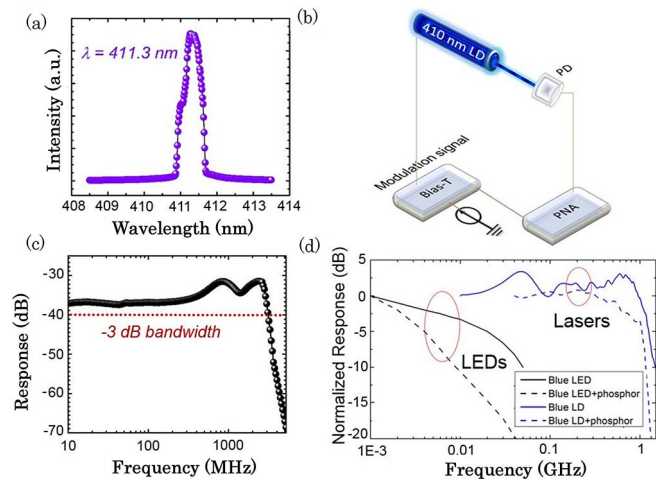 (a)
λ = 411.3 nm
Intensity (a.u.)
408 409 410 411 412 413 414
Wavelength (nm)
(b)
410 nm LD
PD
Modulation signal
Bias-T
PNA
(c)
-30
-40
-50
-60
-70
-3 dB bandwidth
Response (dB)
10 100 1000
Frequency (MHz)
(d)
5
0
-5
-10
-15
-20
Normalized Response (dB)
Lasers
LEDs
Blue LED
Blue LED+phosphor
Blue LD
Blue LD+phosphor
1E-3 0.01 0.1 1
Frequency (GHz)